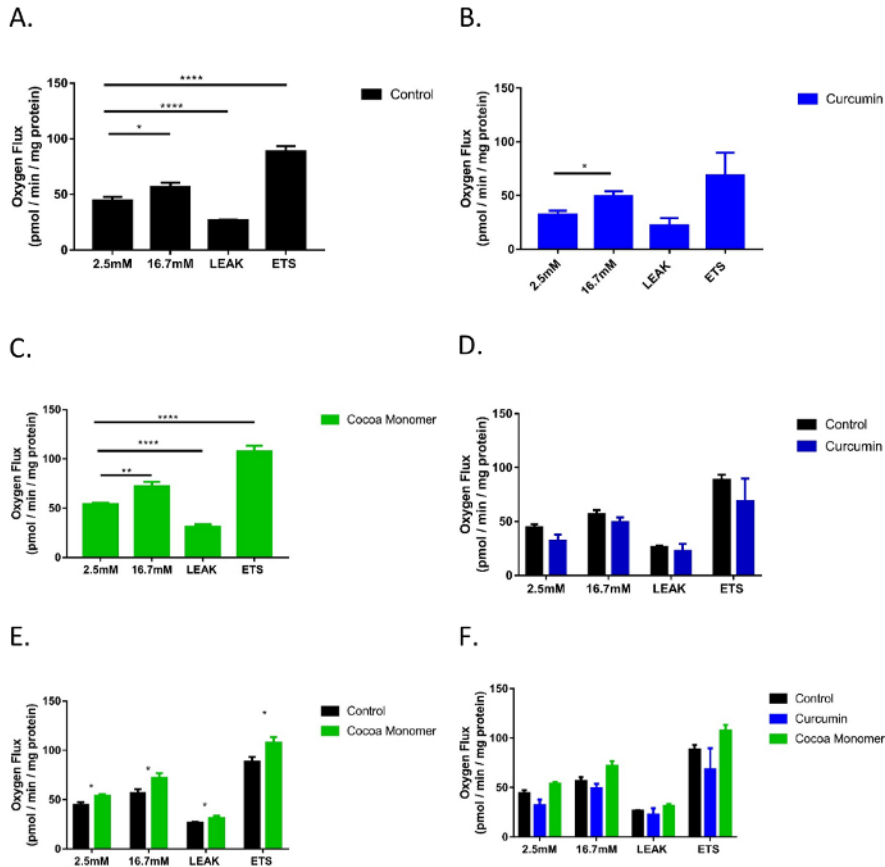 A.
****
****
*
150
100
50
0
Oxygen Flux
(pmol / min / mg protein)
2.5mM 16.7mM LEAK ETS
Control
B.
*
150
100
50
0
Oxygen Flux
(pmol / min / mg protein)
2.5mM 16.7mM LEAK ETS
Curcumin
C.
****
****
**
150
100
50
0
Oxygen Flux
(pmol / min / mg protein)
2.5mM 16.7mM LEAK ETS
Cocoa Monomer
D.
150
100
50
0
Oxygen Flux
(pmol / min / mg protein)
2.5mM 16.7mM LEAK ETS
Control
Curcumin
E.
* * * *
150
100
50
0
Oxygen Flux
(pmol / min / mg protein)
2.5mM 16.7mM LEAK ETS
Control
Cocoa Monomer
F.
150
100
50
0
Oxygen Flux
(pmol / min / mg protein)
2.5mM 16.7mM LEAK ETS
Control
Curcumin
Cocoa Monomer